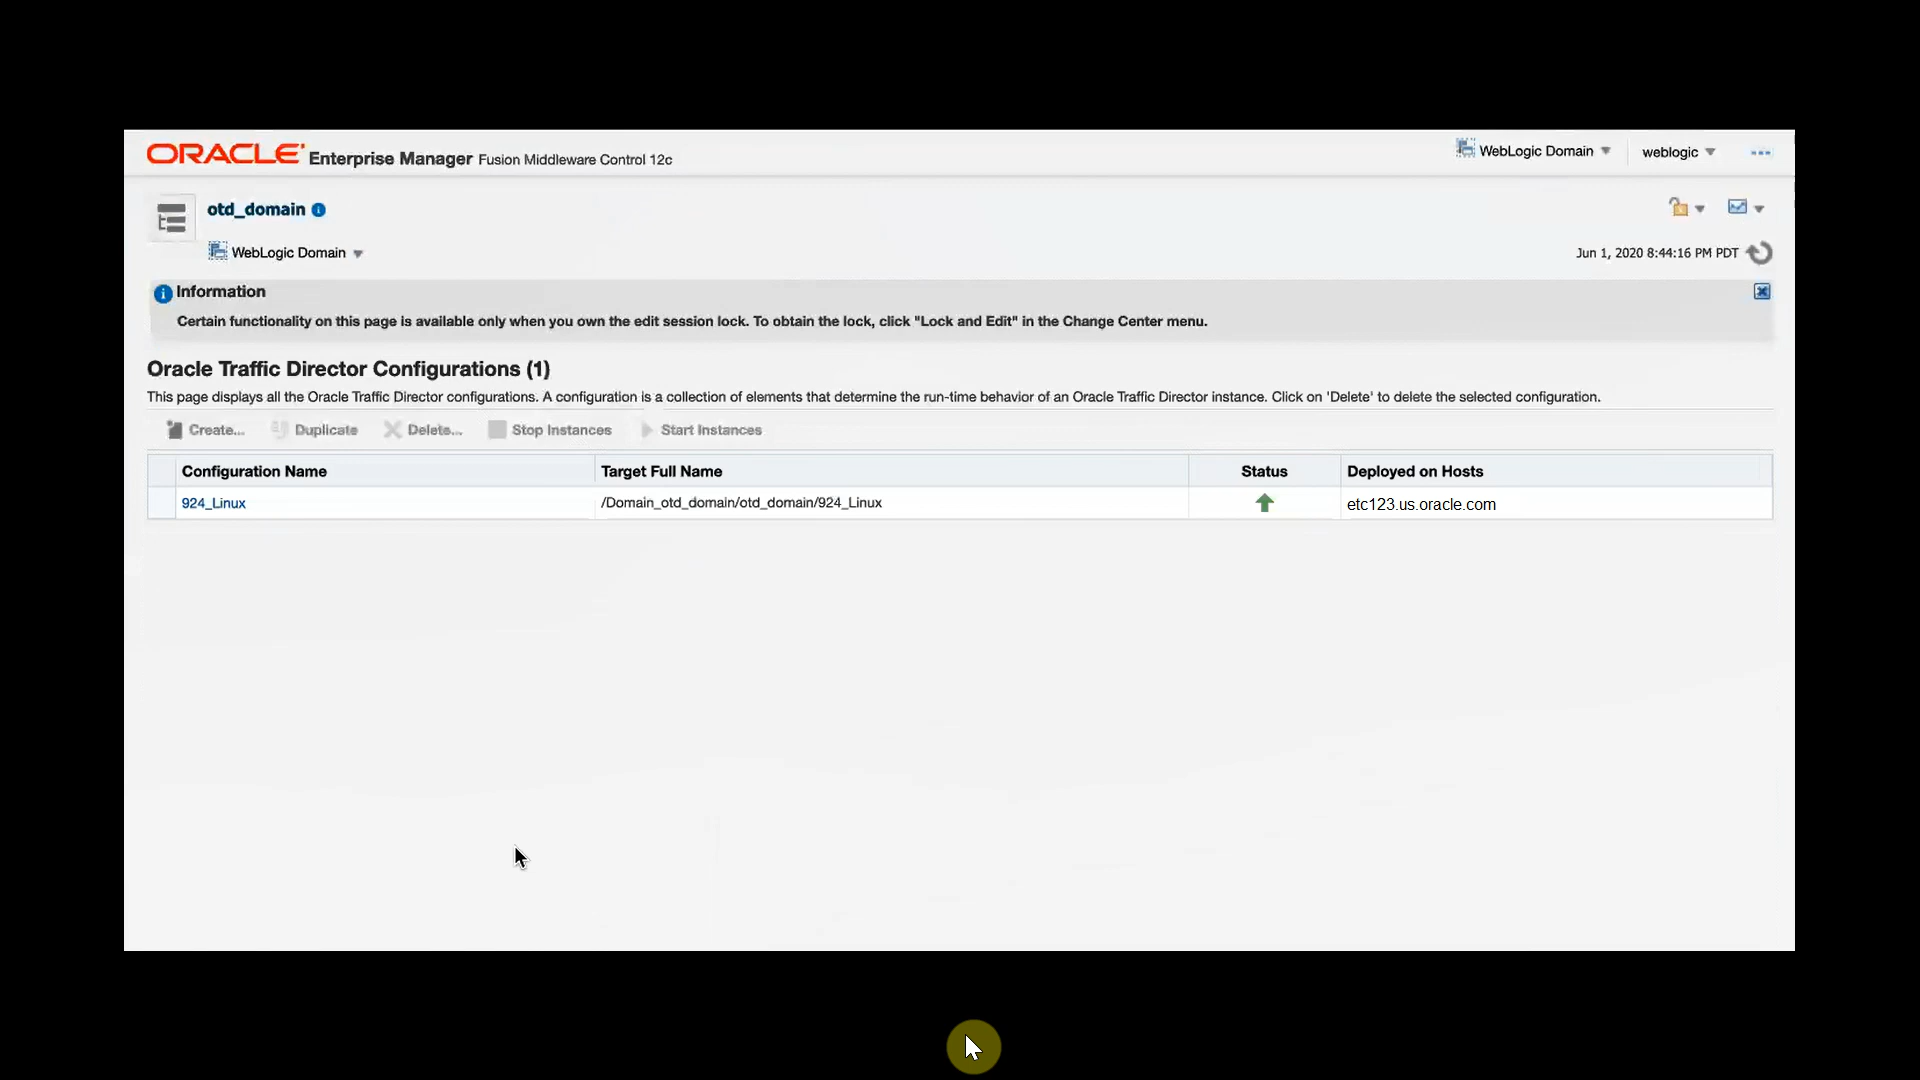 ORACLE Enterprise Manager Fusion Middleware Control 12c
WebLogic Domain
weblogic
otd_domain
WebLogic Domain
Jun 1, 2020 8:44:16 PM PDT
Information
Certain functionality on this page is available only when you own the edit session lock. To obtain the lock, click "Lock and Edit" in the Change Center menu.
Oracle Traffic Director Configurations (1)
This page displays all the Oracle Traffic Director configurations. A configuration is a collection of elements that determine the run-time behavior of an Oracle Traffic Director instance. Click on 'Delete' to delete the selected configuration.
Create... Duplicate Delete... Stop Instances Start Instances
Configuration Name Target Full Name Status Deployed on Hosts
924_Linux /Domain_otd_domain/otd_domain/924_Linux etc123.us.oracle.com